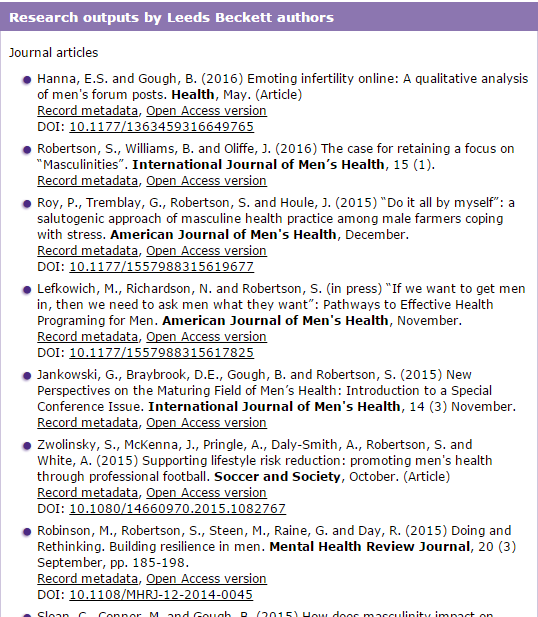 Research outputs by Leeds Beckett authors
Journal articles
Hanna, E.S. and Gough, B. (2016) Emoting infertility online: A qualitative analysis
of men's forum posts. Health, May. (Article)
Record metadata, Open Access version
DOI: 10.1177/1363459316649765
Robertson, S., Williams, B. and Oliffe, J. (2016) The case for retaining a focus on
“Masculinities”. International Journal of Men’s Health, 15 (1).
Record metadata, Open Access version
Roy, P., Tremblay, G., Robertson, S. and Houle, J. (2015) “Do it all by myself”: a
salutogenic approach of masculine health practice among male farmers coping
with stress. American Journal of Men's Health, December.
Record metadata, Open Access version
DOI: 10.1177/1557988315619677
Lefkowich, M., Richardson, N. and Robertson, S. (in press) “If we want to get men
in, then we need to ask men what they want”: Pathways to Effective Health
Programing for Men. American Journal of Men's Health, November.
Record metadata, Open Access version
DOI: 10.1177/1557988315617825
Jankowski, G., Braybrook, D.E., Gough, B. and Robertson, S. (2015) New
Perspectives on the Maturing Field of Men’s Health: Introduction to a Special
Conference Issue. International Journal of Men's Health, 14 (3) November.
Record metadata, Open Access version
Zwolinsky, S., McKenna, J., Pringle, A., Daly-Smith, A., Robertson, S. and
White, A. (2015) Supporting lifestyle risk reduction: promoting men's health
through professional football. Soccer and Society, October. (Article)
Record metadata, Open Access version
DOI: 10.1080/14660970.2015.1082767
Robinson, M., Robertson, S., Steen, M., Raine, G. and Day, R. (2015) Doing and
Rethinking. Building resilience in men. Mental Health Review Journal, 20 (3)
September, pp. 185-198.
Record metadata, Open Access version
DOI: 10.1108/MHRJ-12-2014-0045
Sloan, C., Conner, M. and Gough, B. (2015) How does masculinity impact on